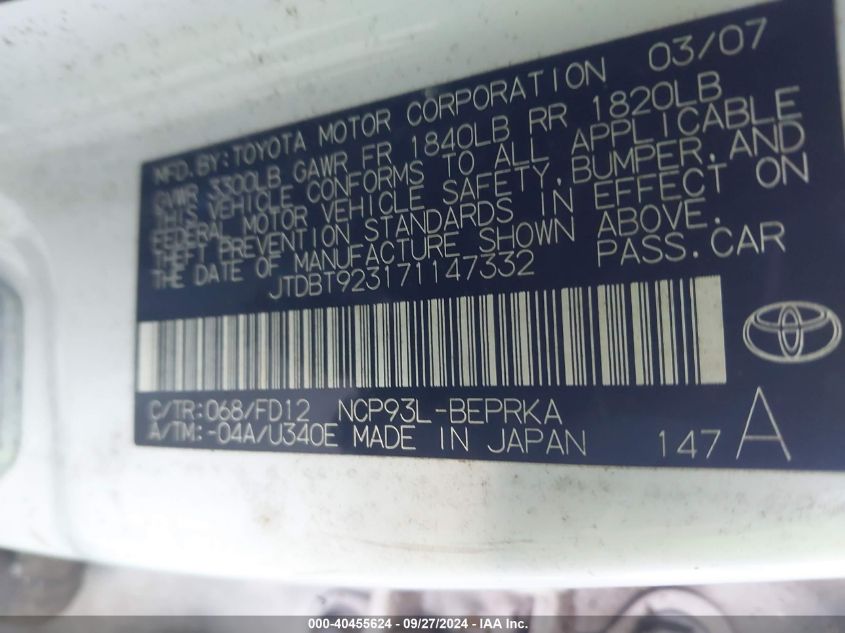 MFD.BY:TOYOTA MOTOR CORPORATION 03/07
GVWR 3300LB GAWR FR 1840LB RR 1820LB
THIS VEHICLE CONFORMS TO ALL APPLICABLE
FEDERAL MOTOR VEHICLE SAFETY,BUMPER,AND
THEFT PREVENTION STANDARDS IN EFFECT ON
THE DATE OF MANUFACTURE SHOWN ABOVE.
JTDBT923171147332 PASS.CAR
C/TR:068/FD12 NCP93L-BEPRKA
A/TM:-04A/U340E MADE IN JAPAN 147 A
000-40455624 - 09/27/2024 - IAA Inc.